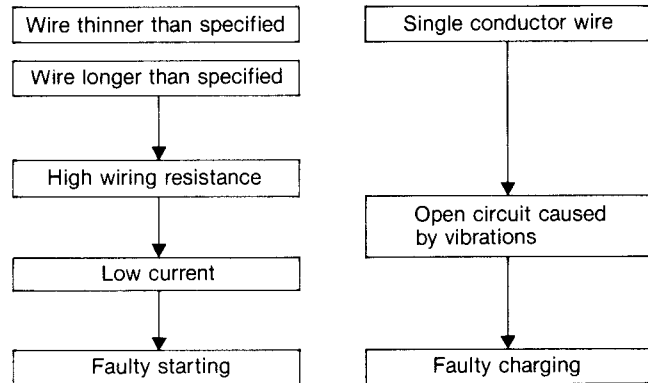 Wire thinner than specified
Wire longer than specified
High wiring resistance
Low current
Faulty starting
Single conductor wire
Open circuit caused
by vibrations
Faulty charging